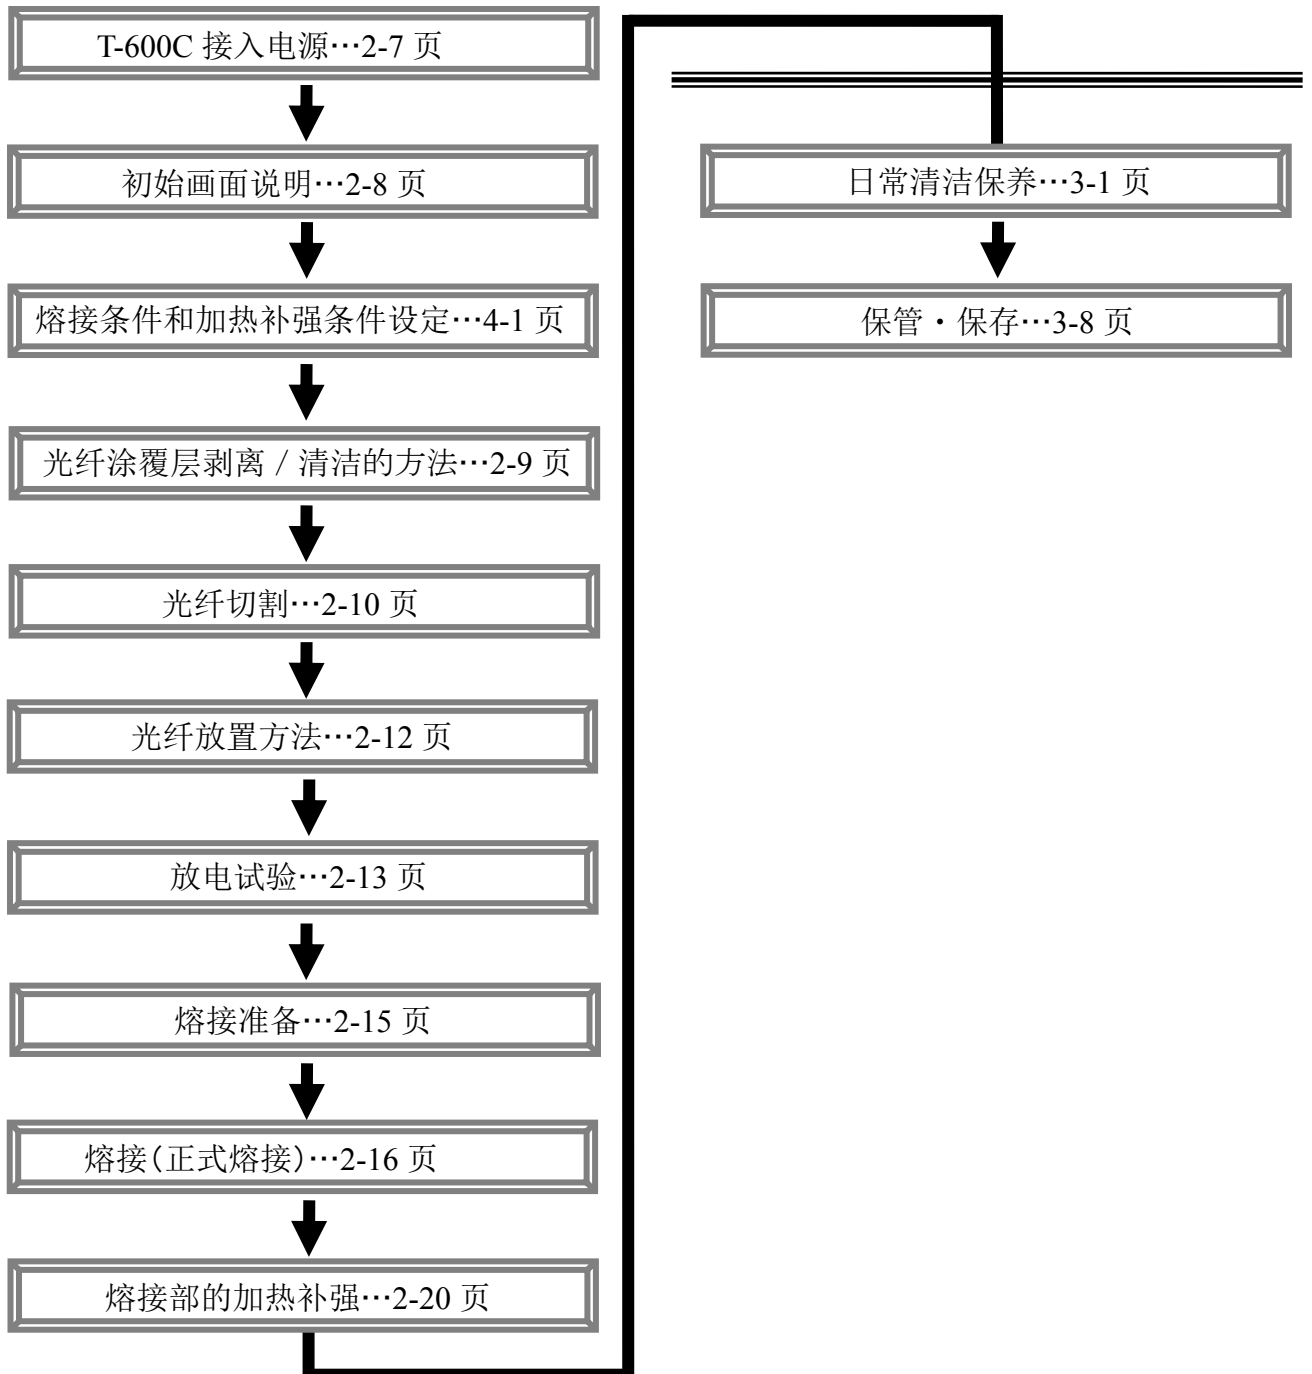 T-600C 接入电源…2-7 页
初始画面说明…2-8 页
熔接条件和加热补强条件设定…4-1 页
光纤涂覆层剥离 / 清洁的方法…2-9 页
光纤切割…2-10 页
光纤放置方法…2-12 页
放电试验…2-13 页
熔接准备…2-15 页
熔接(正式熔接)…2-16 页
熔接部的加热补强…2-20 页
日常清洁保养…3-1 页
保管・保存…3-8 页